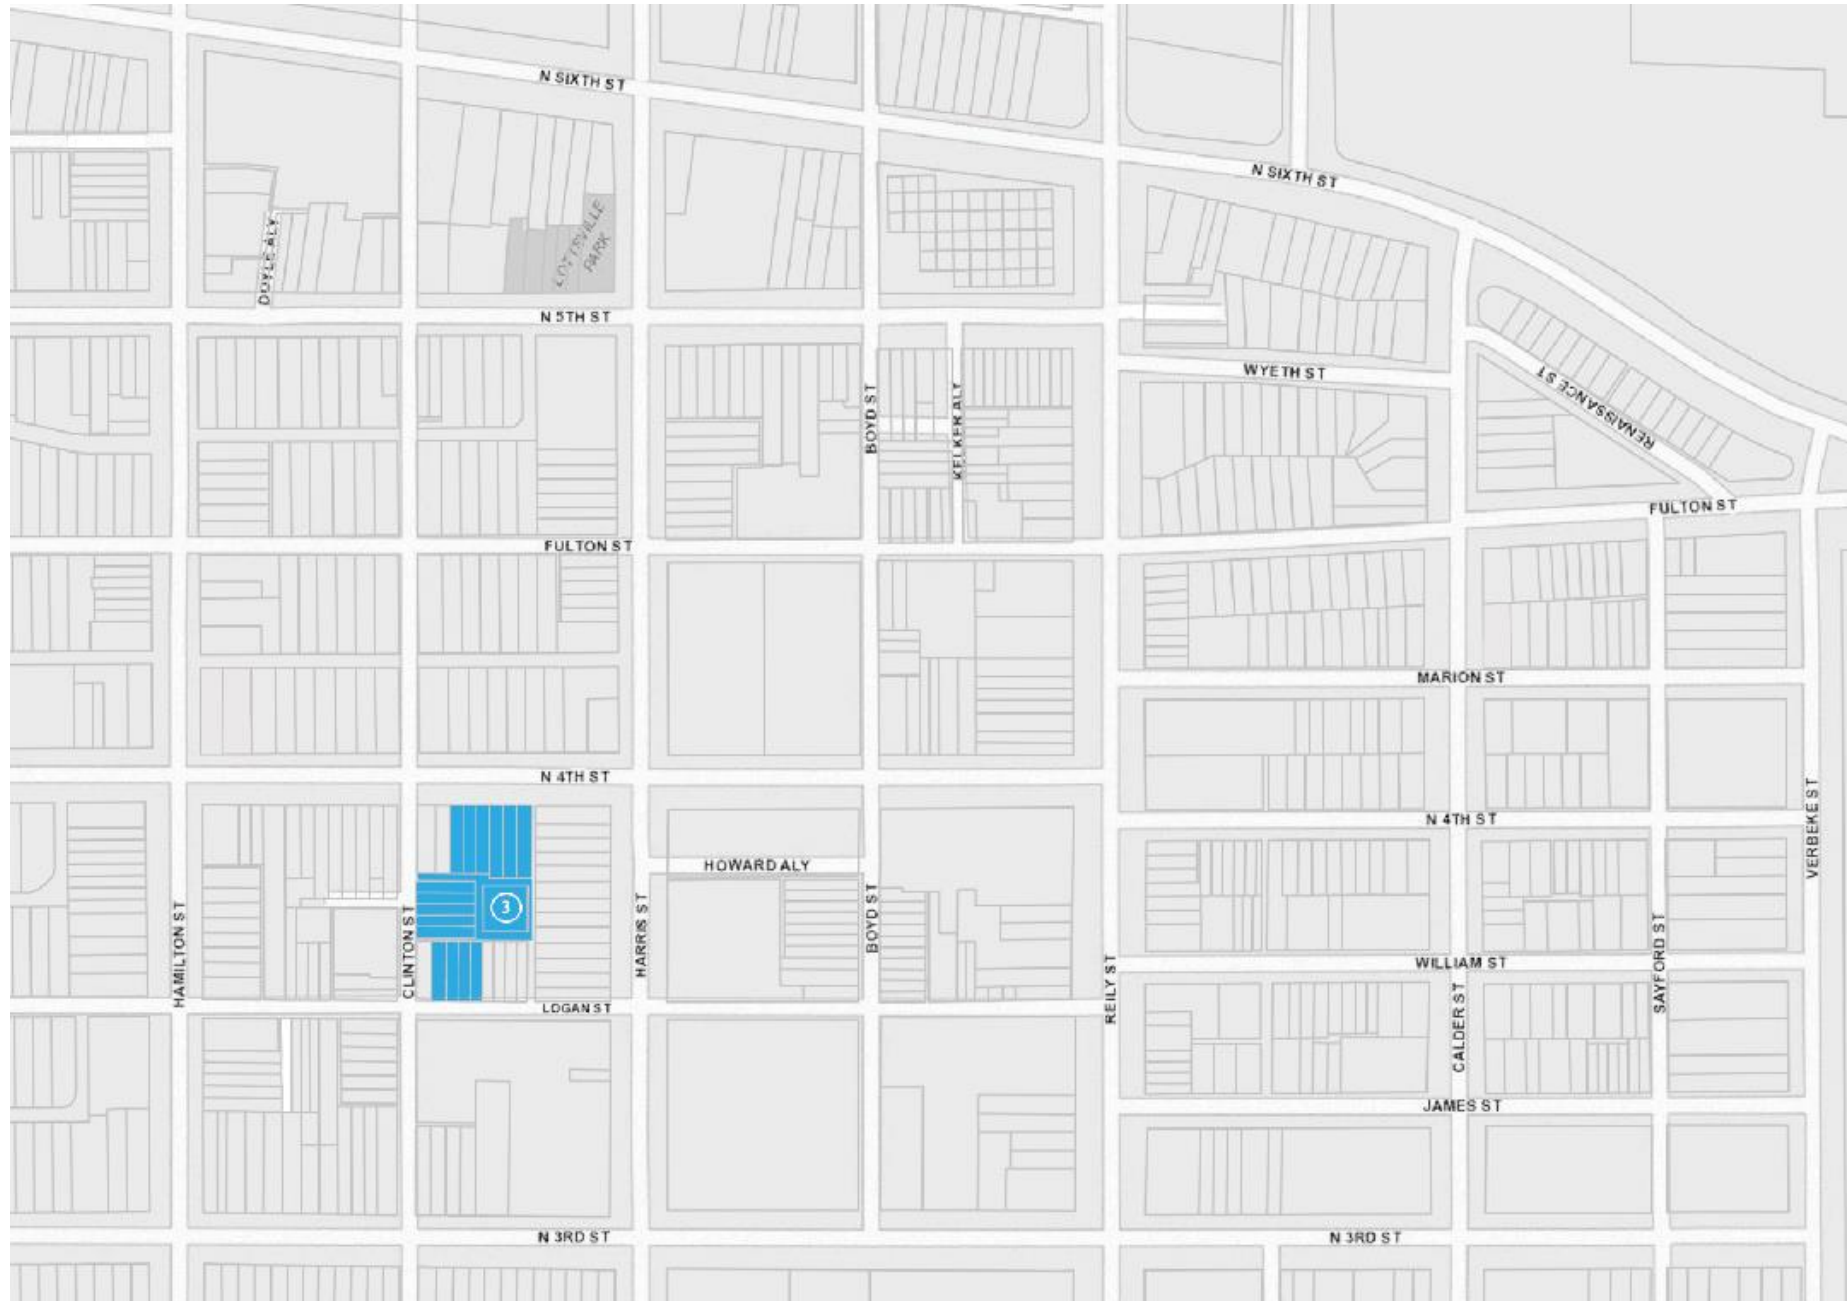 N SIXTH ST
N SIXTH ST
LOTTSVILLE
PARK
DOYLE ALY
N 5TH ST
WYETH ST
RENAISSANCE ST
BOYD ST
KELKER ALY
FULTON ST
FULTON ST
MARION ST
N 4TH ST
N 4TH ST
VERBEKE ST
HOWARD ALY
3
HAMILTON ST
CLINTON ST
HARRIS ST
BOYD ST
REILY ST
WILLIAM ST
CALDER ST
SAYFORD ST
LOGAN ST
JAMES ST
N 3RD ST
N 3RD ST